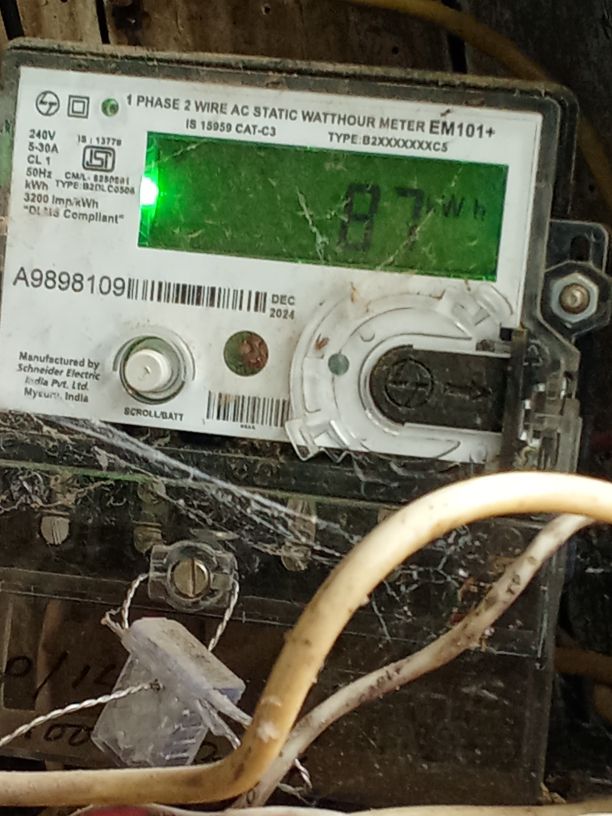 1 PHASE 2 WIRE AC STATIC WATTHOUR METER EM101+
IS 15959 CAT-C3 TYPE:B2XXXXXXXC5
240V
5-30A
CL 1
50Hz
kWh
3200 Imp/kWh
"DLMS Compliant"
IS : 13779
ISI
TYPE:B2DLC0506
87 kWh
A9898109
DEC
2024
Manufactured by
Schneider Electric
India Pvt. Ltd.
Mysuru, India
SCROLL/BATT